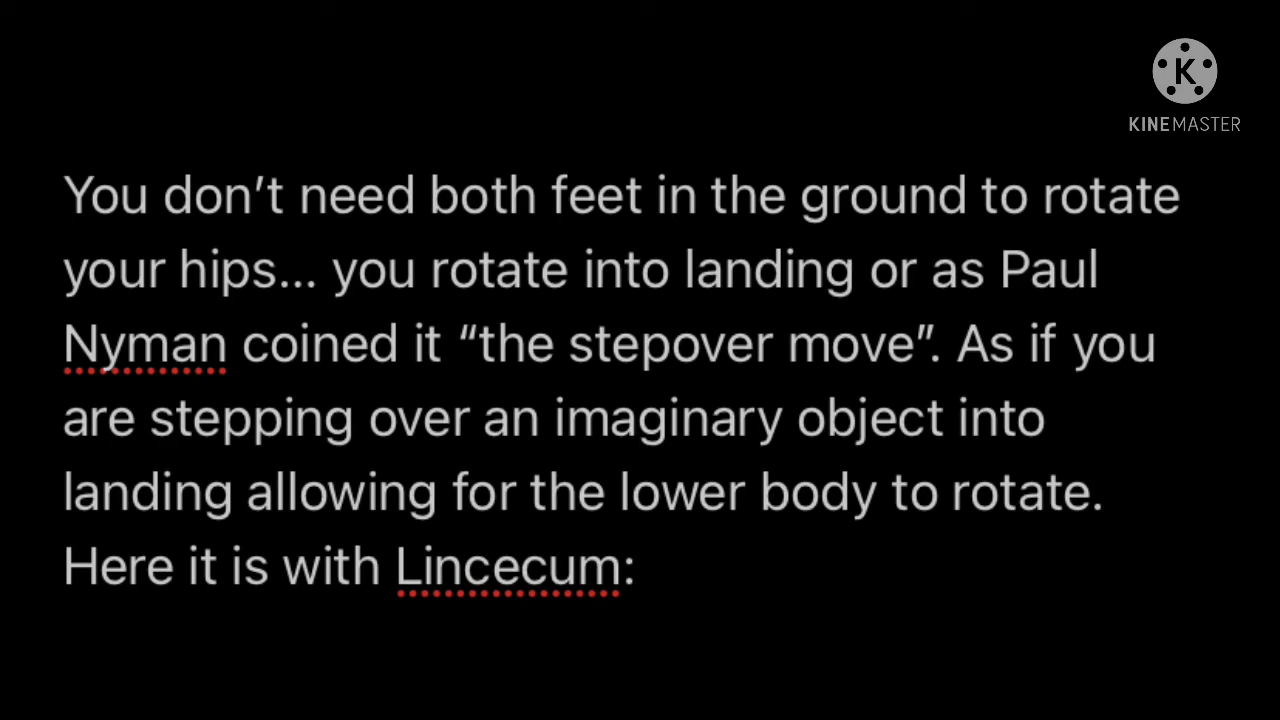 K
KINEMASTER
You don’t need both feet in the ground to rotate
your hips... you rotate into landing or as Paul
Nyman coined it “the stepover move”. As if you
are stepping over an imaginary object into
landing allowing for the lower body to rotate.
Here it is with Lincecum: